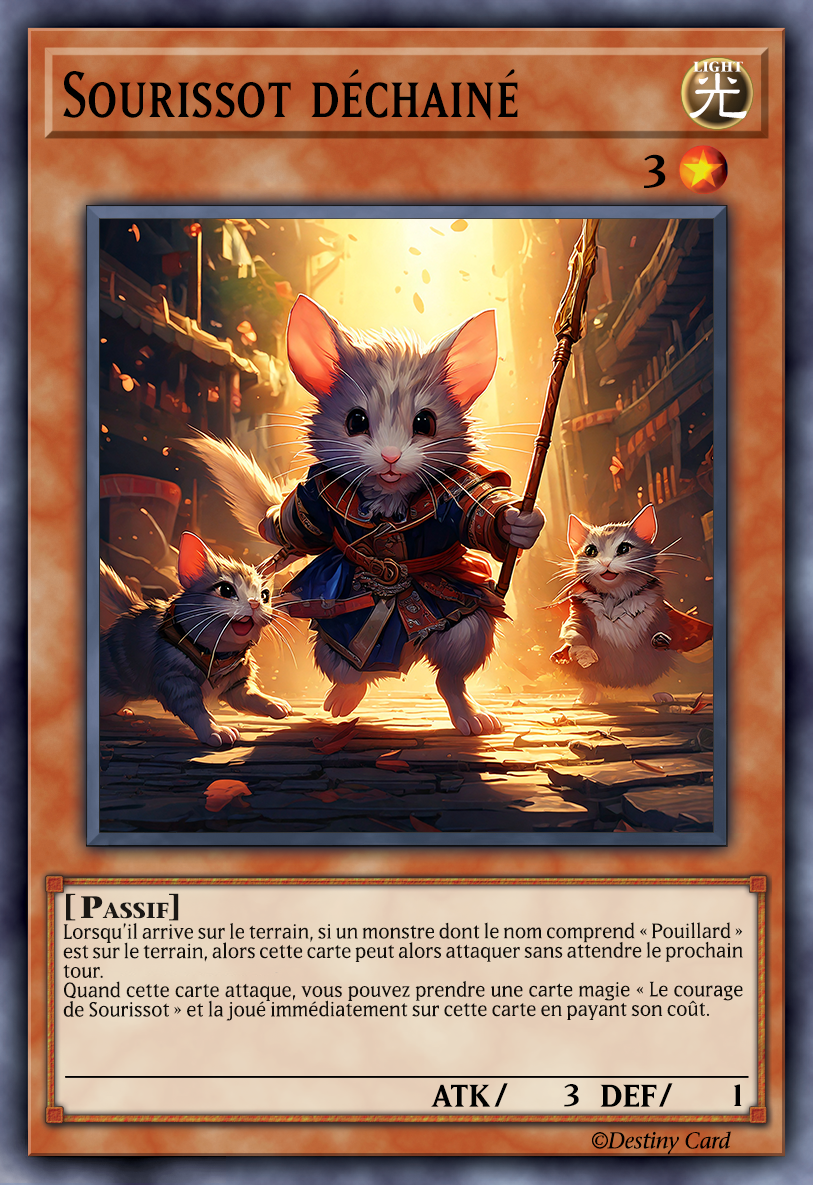 Sourissot déchainé
LIGHT
光
3
[Passif]
Lorsqu'il arrive sur le terrain, si un monstre dont le nom comprend « Pouillard »
est sur le terrain, alors cette carte peut alors attaquer sans attendre le prochain
tour.
Quand cette carte attaque, vous pouvez prendre une carte magie « Le courage
de Sourissot » et la joué immédiatement sur cette carte en payant son coût.
ATK/ 3 DEF/ 1
©Destiny Card